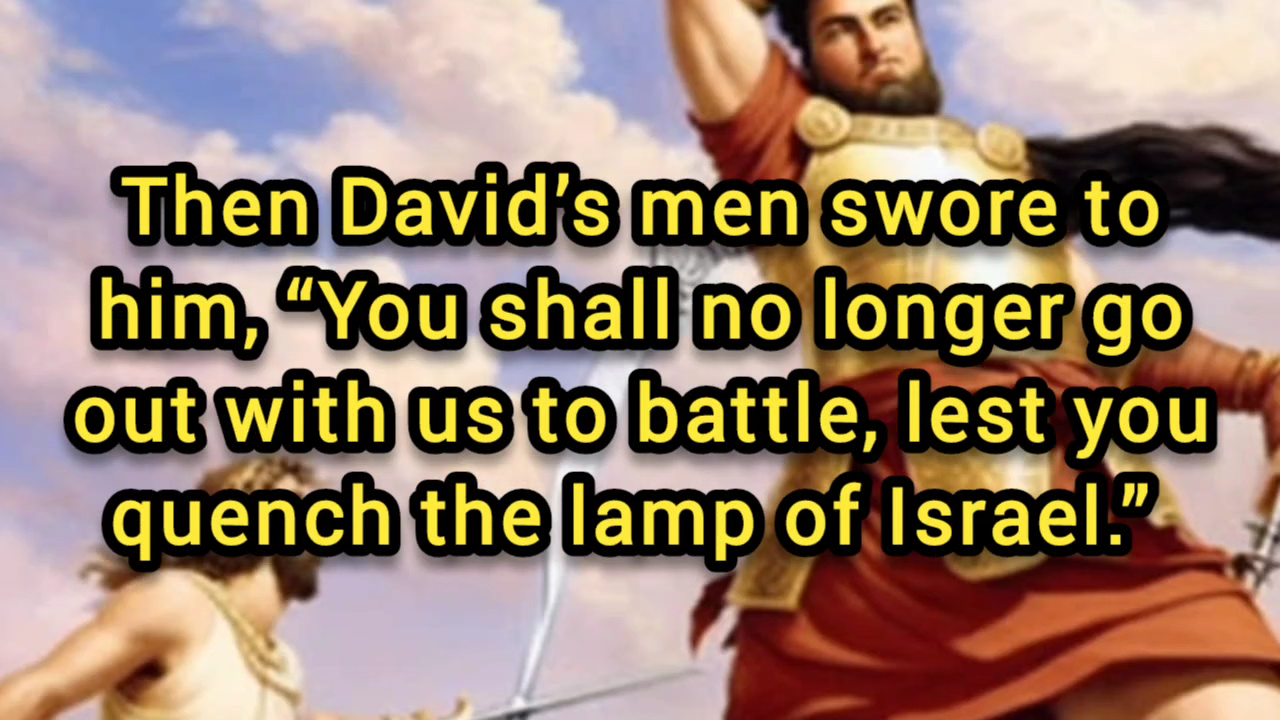 Then David’s men swore to
him, “You shall no longer go
out with us to battle, lest you
quench the lamp of Israel.”